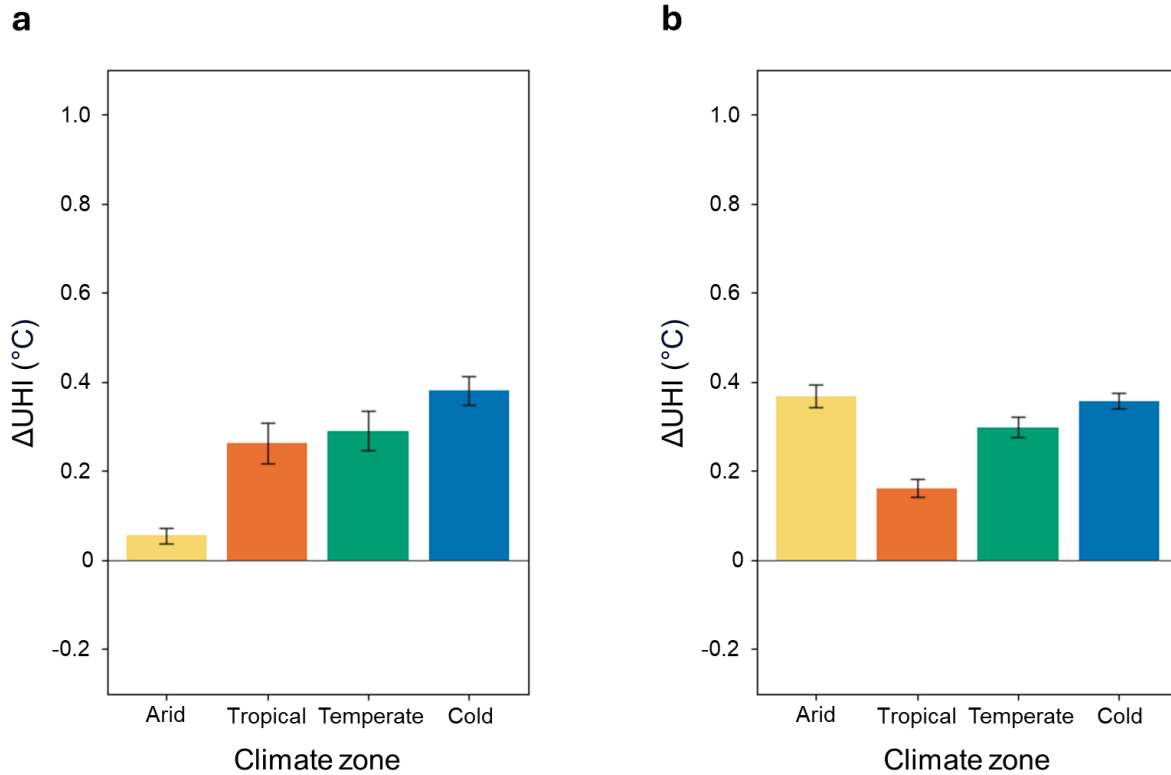 a
1.0
0.8
0.6
0.4
0.2
0
-0.2
ΔUHI (°C)
Arid Tropical Temperate Cold
Climate zone
b
1.0
0.8
0.6
0.4
0.2
0
-0.2
ΔUHI (°C)
Arid Tropical Temperate Cold
Climate zone